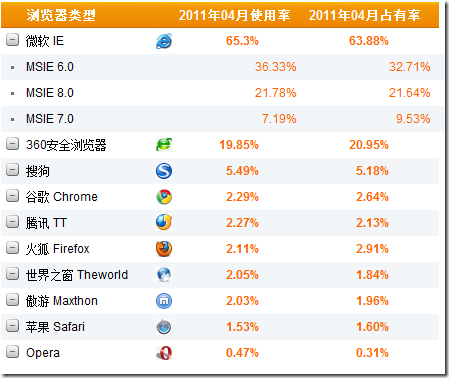 浏览器类型 2011年04月使用率 2011年04月占有率
微软 IE 65.3% 63.88%
MSIE 6.0 36.33% 32.71%
MSIE 8.0 21.78% 21.64%
MSIE 7.0 7.19% 9.53%
360安全浏览器 19.85% 20.95%
搜狗 5.49% 5.18%
谷歌 Chrome 2.29% 2.64%
腾讯 TT 2.27% 2.13%
火狐 Firefox 2.11% 2.91%
世界之窗 Theworld 2.05% 1.84%
傲游 Maxthon 2.03% 1.96%
苹果 Safari 1.53% 1.60%
Opera 0.47% 0.31%